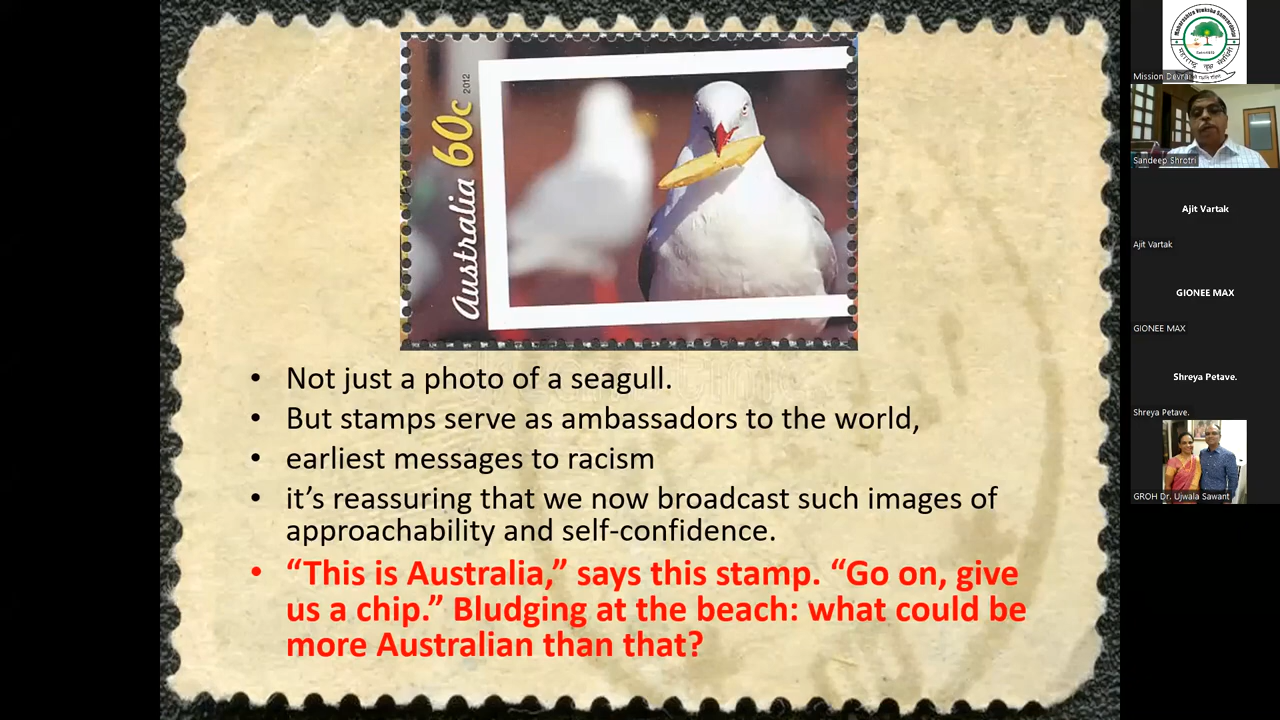 Australia 60c 2012
• Not just a photo of a seagull.
• But stamps serve as ambassadors to the world,
• earliest messages to racism
• it’s reassuring that we now broadcast such images of
approachability and self-confidence.
• “This is Australia,” says this stamp. “Go on, give
us a chip.” Bludging at the beach: what could be
more Australian than that?
Mission Devrai
Sandeep Shrotri
Ajit Vartak
Ajit Vartak
GIONEE MAX
GIONEE MAX
Shreya Petave.
Shreya Petave.
GROH Dr. Ujwala Sawant